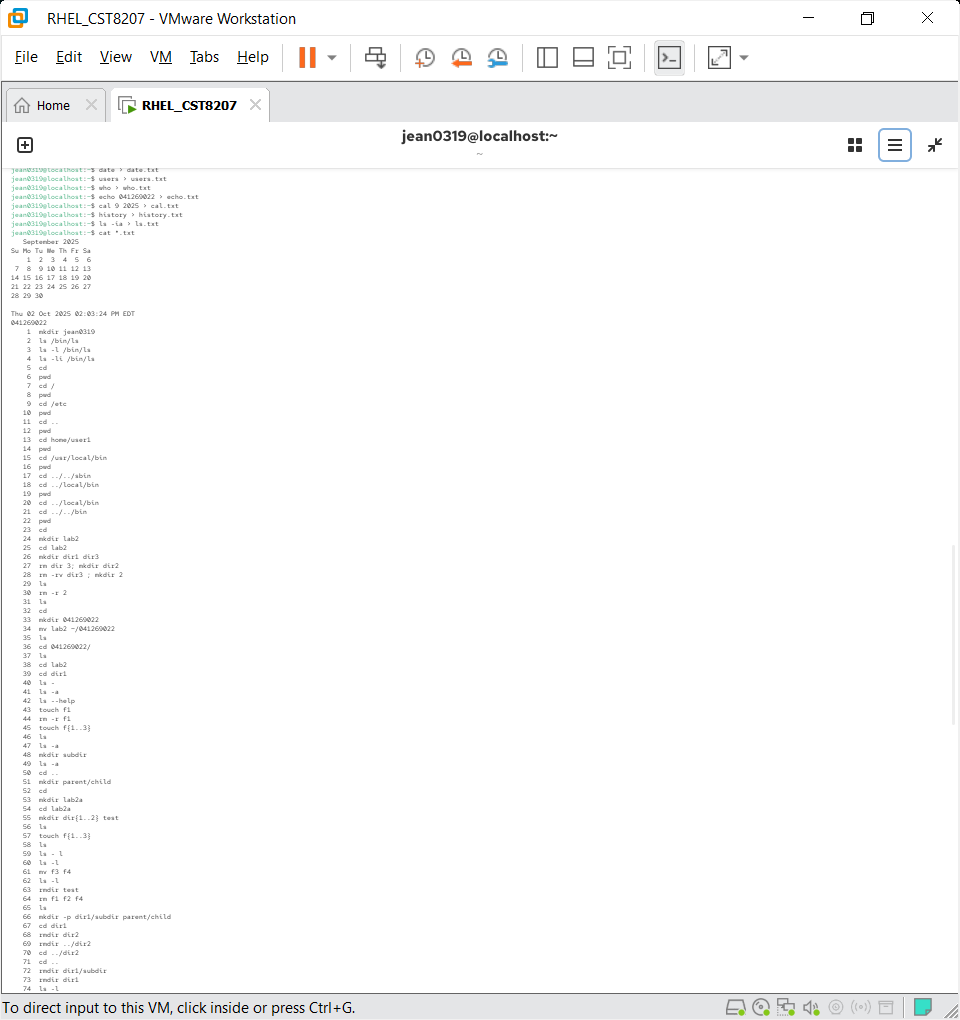 RHEL_CST8207 - VMware Workstation
File Edit View VM Tabs Help
Home RHEL_CST8207
jean0319@localhost:~
~
jean0319@localhost:~$ date > date.txt
jean0319@localhost:~$ users > users.txt
jean0319@localhost:~$ who > who.txt
jean0319@localhost:~$ echo 041269022 > echo.txt
jean0319@localhost:~$ cal 9 2025 > cal.txt
jean0319@localhost:~$ history > history.txt
jean0319@localhost:~$ ls -ia > ls.txt
jean0319@localhost:~$ cat *.txt
September 2025
Su Mo Tu We Th Fr Sa
1 2 3 4 5 6
7 8 9 10 11 12 13
14 15 16 17 18 19 20
21 22 23 24 25 26 27
28 29 30
Thu 02 Oct 2025 02:03:24 PM EDT
041269022
1 mkdir jean0319
2 ls /bin/ls
3 ls -l /bin/ls
4 ls -li /bin/ls
5 cd
6 pwd
7 cd /
8 pwd
9 cd /etc
10 pwd
11 cd ..
12 pwd
13 cd home/user1
14 pwd
15 cd /usr/local/bin
16 pwd
17 cd ../../sbin
18 cd ../local/bin
19 pwd
20 cd ../local/bin
21 cd ../../bin
22 pwd
23 cd
24 mkdir lab2
25 cd lab2
26 mkdir dir1 dir3
27 rm dir 3; mkdir dir2
28 rm -rv dir3 ; mkdir 2
29 ls
30 rm -r 2
31 ls
32 cd
33 mkdir 041269022
34 mv lab2 ~/041269022
35 ls
36 cd 041269022/
37 ls
38 cd lab2
39 cd dir1
40 ls -
41 ls -a
42 ls --help
43 touch f1
44 rm -r f1
45 touch f{1..3}
46 ls
47 ls -a
48 mkdir subdir
49 ls -a
50 cd ..
51 mkdir parent/child
52 cd
53 mkdir lab2a
54 cd lab2a
55 mkdir dir{1..2} test
56 ls
57 touch f{1..3}
58 ls
59 ls - l
60 ls -l
61 mv f3 f4
62 ls -l
63 rmdir test
64 rm f1 f2 f4
65 ls
66 mkdir -p dir1/subdir parent/child
67 cd dir1
68 rmdir dir2
69 rmdir ../dir2
70 cd ../dir2
71 cd ..
72 rmdir dir1/subdir
73 rmdir dir1
74 ls -l
To direct input to this VM, click inside or press Ctrl+G.